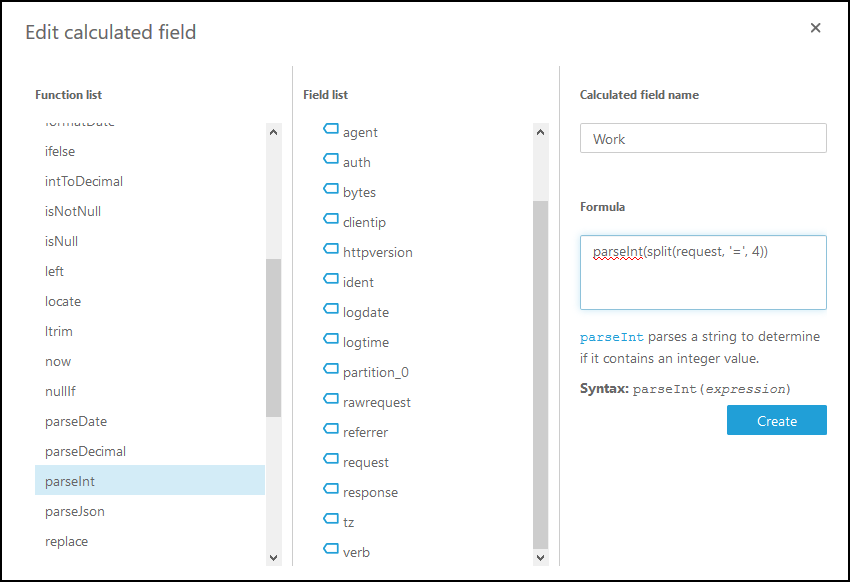 Edit calculated field
Function list
formatDate
ifelse
intToDecimal
isNotNull
isNull
left
locate
ltrim
now
nullIf
parseDate
parseDecimal
parseInt
parseJson
replace
Field list
agent
auth
bytes
clientip
httpversion
ident
logdate
logtime
partition_0
rawrequest
referrer
request
response
tz
verb
Calculated field name
Work
Formula
parseInt(split(request, '=', 4))
parseInt parses a string to determine
if it contains an integer value.
Syntax: parseInt(expression)
Create